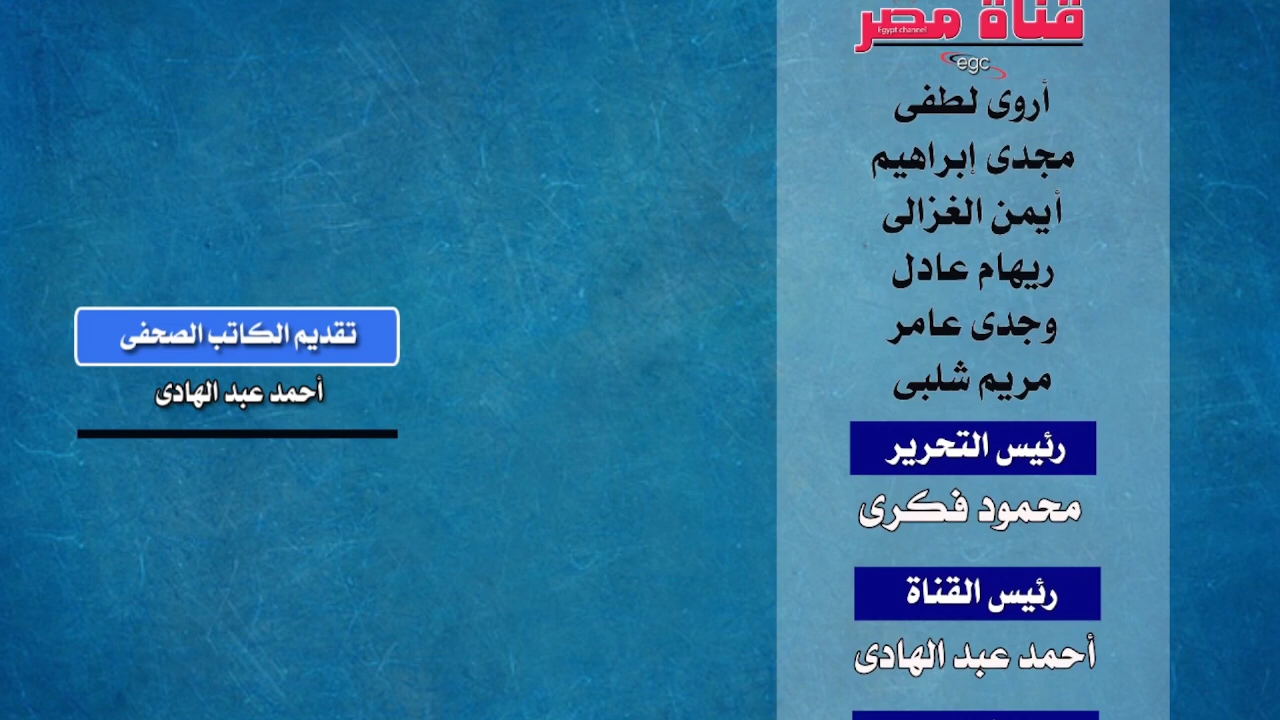 قناة مصر
Egypt channel
egc
أروى لطفى
مجدى إبراهيم
أيمن الغزالى
ريهام عادل
وجدى عامر
مريم شلبى
رئيس التحرير
محمود فكرى
رئيس القناة
أحمد عبد الهادى
تقديم الكاتب الصحفى
أحمد عبد الهادى